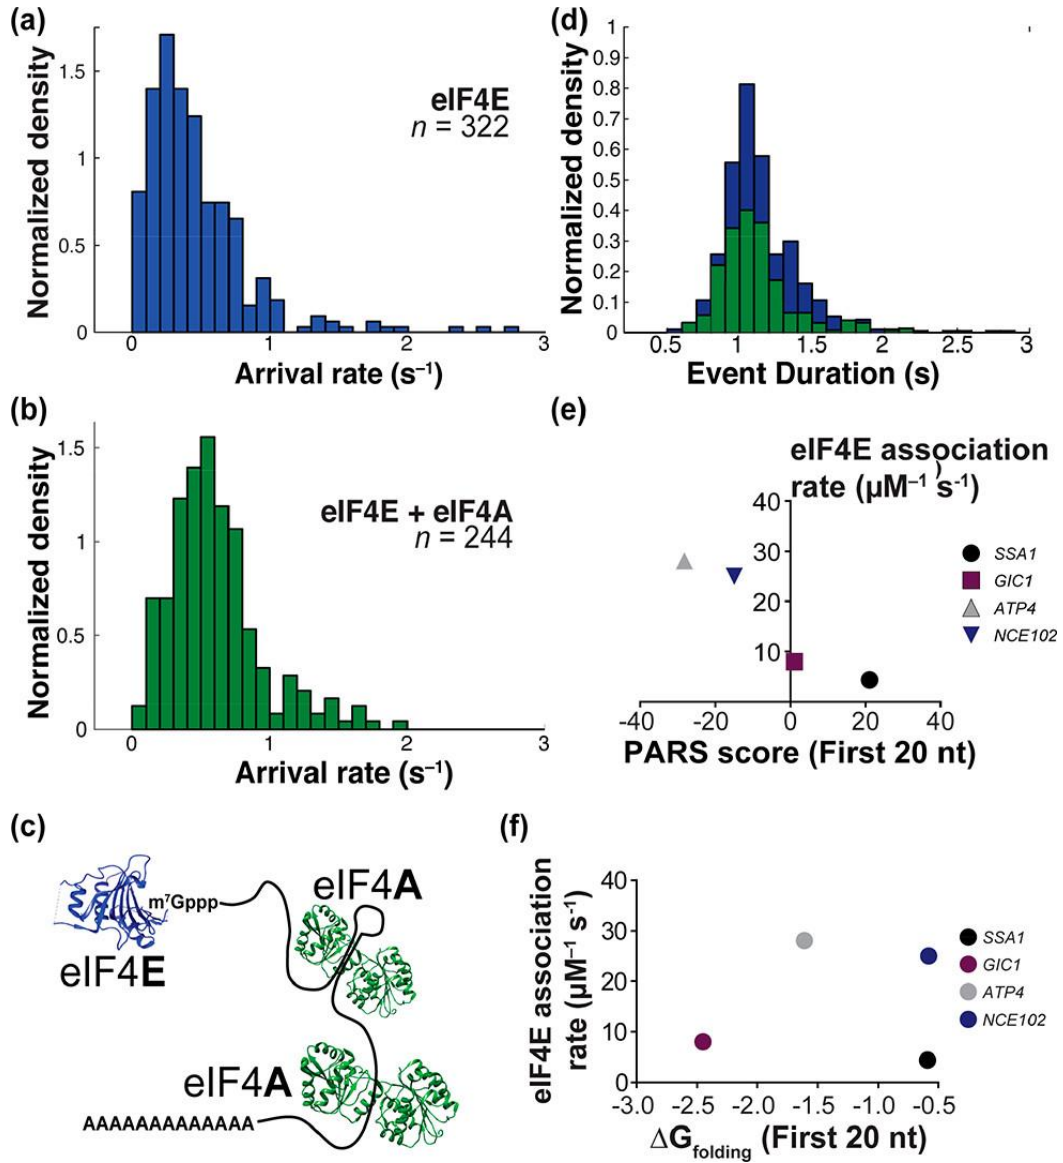 (a)
Normalized density
1.5
1
0.5
0
eIF4E
n = 322
0 1 2 3
Arrival rate (s⁻¹)
(b)
Normalized density
1.5
1
0.5
0
eIF4E + eIF4A
n = 244
0 1 2 3
Arrival rate (s⁻¹)
(c)
m⁷Gppp
eIF4E
eIF4A
eIF4A
AAAAAAAAAAAAA
(d)
Normalized density
1
0.9
0.8
0.7
0.6
0.5
0.4
0.3
0.2
0.1
0
0.5 1 1.5 2 2.5 3
Event Duration (s)
(e)
eIF4E association
rate (µM⁻¹ s⁻¹)
)
40
30
20
10
-40 -20 0 20 40
PARS score (First 20 nt)
SSA1
GIC1
ATP4
NCE102
(f)
eIF4E association
rate (µM⁻¹ s⁻¹)
40
30
20
10
0
-3.0 -2.5 -2.0 -1.5 -1.0 -0.5
ΔGfolding (First 20 nt)
SSA1
GIC1
ATP4
NCE102